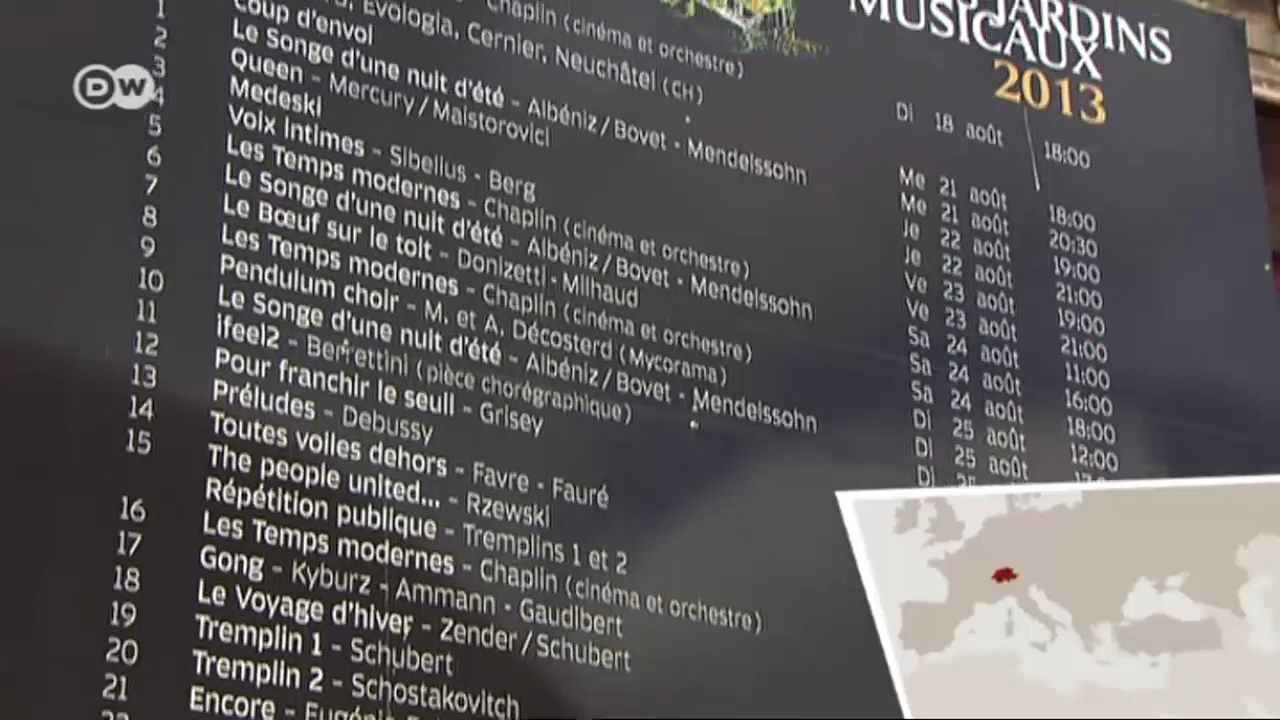 JARDINS
MUSICAUX
2013
DW
Chaplin (cinéma et orchestre)
Evologia, Cernier, Neuchâtel (CH)
Di 18 août 18:00
1 Coup d'envol
2 Le Songe d'une nuit d'été – Albéniz/Bovet - Mendelssohn
3 Queen – Mercury/Maistorovici
4 Medeski
5 Voix intimes – Sibelius - Berg
6 Les Temps modernes – Chaplin (cinéma et orchestre)
7 Le Songe d'une nuit d'été – Albéniz/Bovet - Mendelssohn
8 Le Bœuf sur le toit – Donizetti - Milhaud
9 Les Temps modernes – Chaplin (cinéma et orchestre)
10 Pendulum choir – M. et A. Décosterd (Mycorama)
11 Le Songe d'une nuit d'été – Albéniz/Bovet - Mendelssohn
12 ifeel2 – Berrettini (pièce chorégraphique)
13 Pour franchir le seuil – Grisey
14 Préludes – Debussy
15 Toutes voiles dehors – Favre - Fauré
The people united... – Rzewski
Répétition publique – Tremplins 1 et 2
16 Les Temps modernes – Chaplin (cinéma et orchestre)
17 Gong – Kyburz - Ammann - Gaudibert
18 Le Voyage d'hiver – Zender/Schubert
19 Tremplin 1 – Schubert
20 Tremplin 2 – Schostakovitch
21 Encore –
Me 21 août 18:00
Me 21 août 20:30
Je 22 août 19:00
Je 22 août 21:00
Ve 23 août 19:00
Ve 23 août 21:00
Sa 24 août 11:00
Sa 24 août 16:00
Sa 24 août 18:00
Di 25 août 12:00
Di 25 août
Di